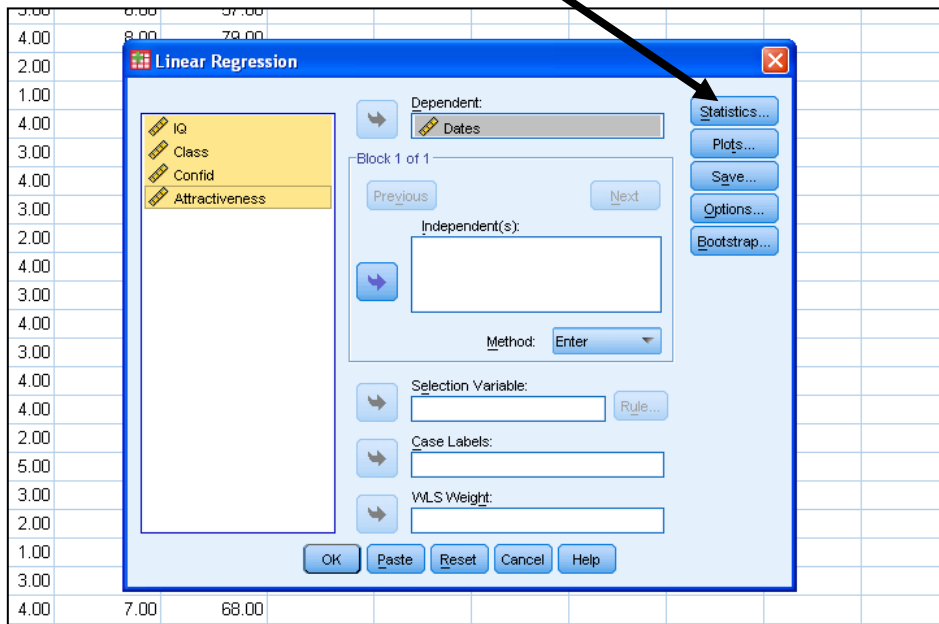 4.00 8.00 79.00
Linear Regression
2.00
1.00
4.00
3.00
4.00
3.00
2.00
4.00
3.00
4.00
3.00
4.00
4.00
2.00
5.00
3.00
2.00
1.00
3.00
4.00 7.00 68.00
IQ
Class
Confid
Attractiveness
Dependent:
Dates
Block 1 of 1
Previous Next
Independent(s):
Method: Enter
Selection Variable:
Rule...
Case Labels:
WLS Weight:
Statistics...
Plots...
Save...
Options...
Bootstrap...
OK Paste Reset Cancel Help